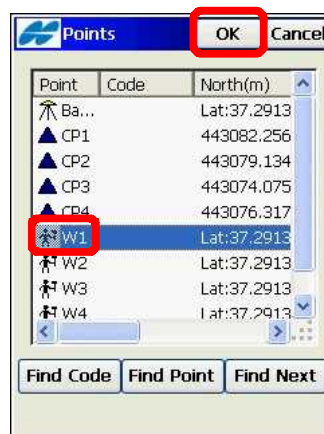 Points OK Cancel
Point Code North(m)
Ba... Lat:37.2913
CP1 443082.256
CP2 443079.134
CP3 443074.075
CP4 443076.317
W1 Lat:37.2913
W2 Lat:37.2913
W3 Lat:37.2913
W4 Lat:37.2913
Find Code Find Point Find Next